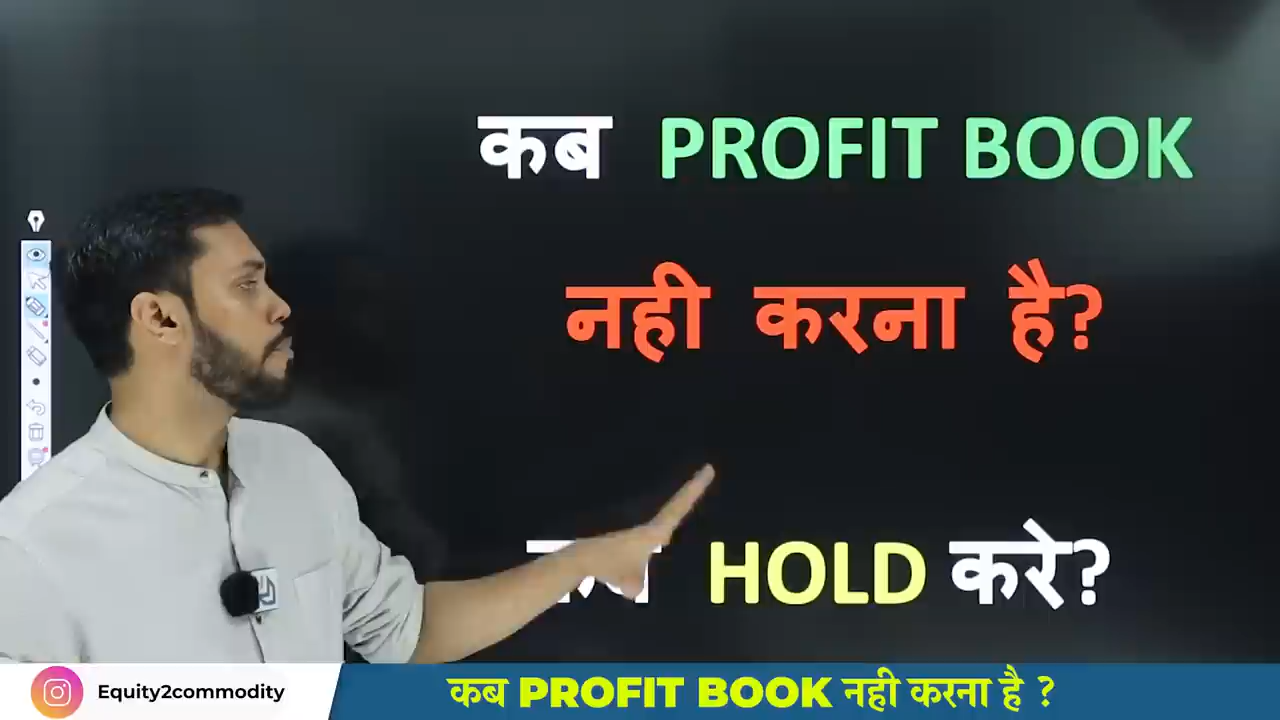 कब PROFIT BOOK
नही करना है?
HOLD करे?
Equity2commodity
कब PROFIT BOOK नही करना है ?